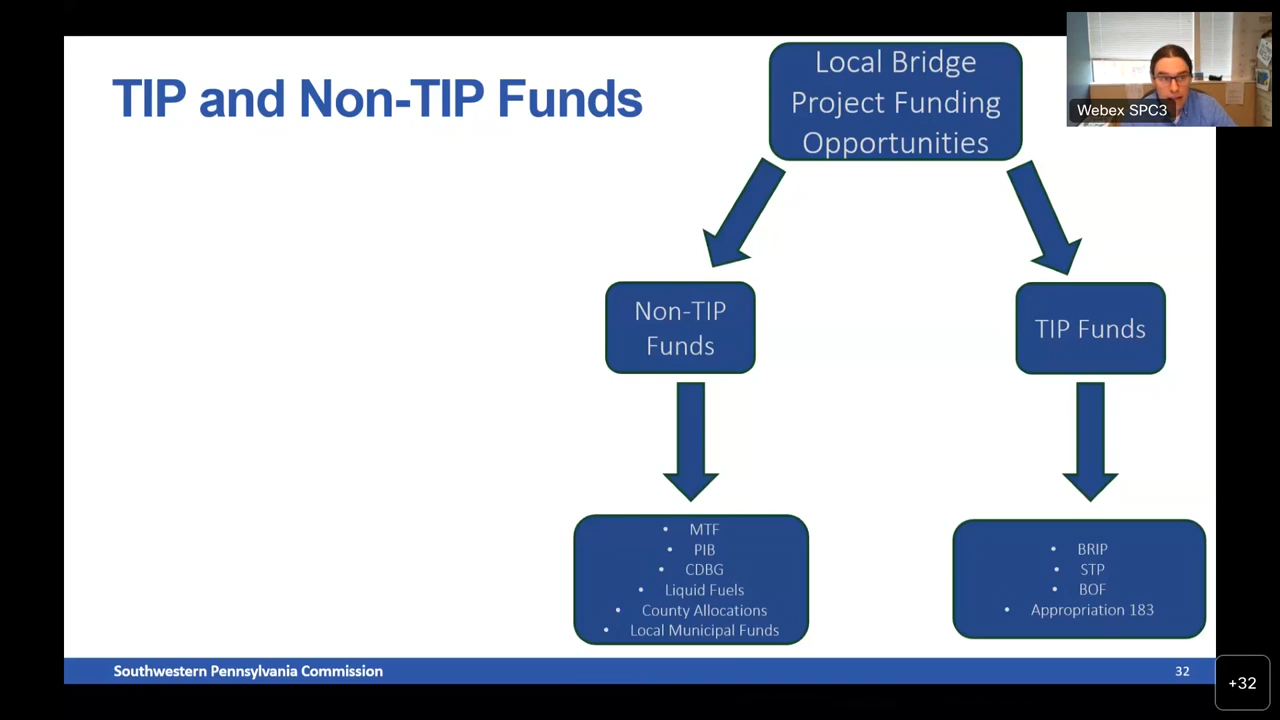 TIP and Non-TIP Funds
Local Bridge
Project Funding
Opportunities
Webex SPC3
Non-TIP
Funds
TIP Funds
• MTF
• PIB
• CDBG
• Liquid Fuels
• County Allocations
• Local Municipal Funds
• BRIP
• STP
• BOF
• Appropriation 183
Southwestern Pennsylvania Commission
32
+32